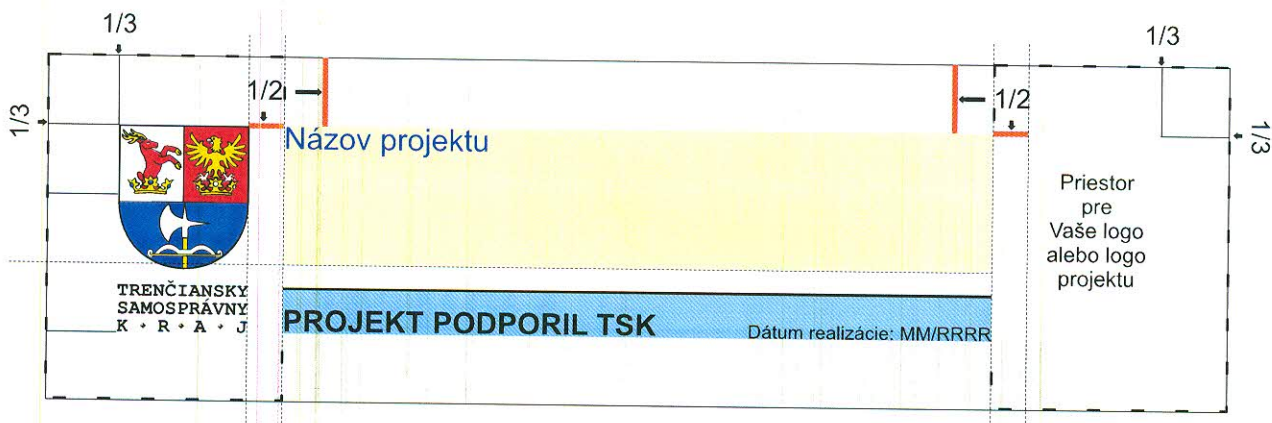 1/3
1/3
1/3
1/2
1/2
1/3
Názov projektu
Priestor
pre
Vaše logo
alebo logo
projektu
TRENČIANSKY
SAMOSPRÁVNY
K • R • A • J
PROJEKT PODPORIL TSK
Dátum realizácie: MM/RRRR